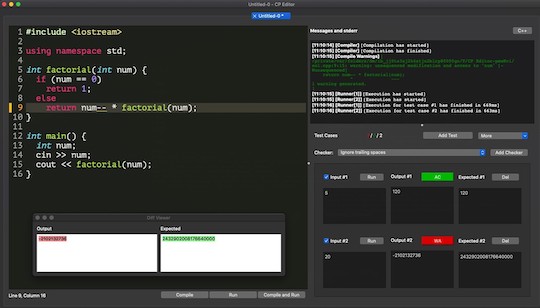 Untitled-0 - CP Editor
Untitled-0 *
1 #include <iostream>
2
3 using namespace std;
4
5 int factorial(int num) {
6 if (num == 0)
7 return 1;
8 else
9 return num-- * factorial(num);
10 }
11
12 int main() {
13 int num;
14 cin >> num;
15 cout << factorial(num);
16 }
Diff Viewer
Output Expected
-2102132736 2432902008176640000
Line 9, Column 16
Compile Run Compile and Run
Messages and stderr C++
[11:10:14] [Compiler] Compilation has started
[11:10:15] [Compiler] Compilation has finished
[11:10:15] [Compile Warnings]
return num-- * factorial(num);
1 warning generated.
[11:10:15] [Runner[1]] Execution has started
[11:10:15] [Runner[2]] Execution has started
[11:10:16] [Runner[1]] Execution for test case #1 has finished in
[11:10:16] [Runner[2]] Execution for test case #2 has finished in
Test Cases 1 / 1 / 2 Add Test More
Checker: Ignore trailing spaces Add Checker
Input #1 Run Output #1 AC Expected #1 Del
5 120 120
Input #2 Run Output #2 WA Expected #2 Del
20 -2102132736 2432902008176640000